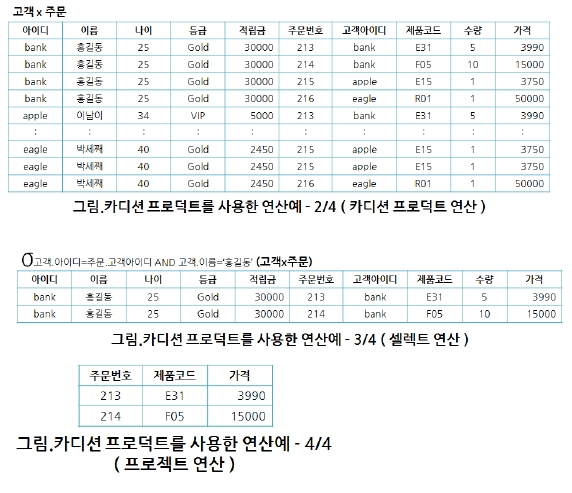 고객 x 주문
아이디 이름 나이 등급 적립금 주문번호 고객아이디 제품코드 수량 가격
bank 홍길동 25 Gold 30000 213 bank E31 5 3990
bank 홍길동 25 Gold 30000 214 bank F05 10 15000
bank 홍길동 25 Gold 30000 215 apple E15 1 3750
bank 홍길동 25 Gold 30000 216 eagle R01 1 50000
apple 이남이 34 VIP 5000 213 bank E31 5 3990
: : : : : : : : : :
eagle 박세째 40 Gold 2450 215 apple E15 1 3750
eagle 박세째 40 Gold 2450 215 apple E15 1 3750
eagle 박세째 40 Gold 2450 216 eagle R01 1 50000
그림.카디션 프로덕트를 사용한 연산예 - 2/4 ( 카디션 프로덕트 연산 )
σ고객.아이디=주문.고객아이디 AND 고객.이름='홍길동' (고객x주문)
아이디 이름 나이 등급 적립금 주문번호 고객아이디 제품코드 수량 가격
bank 홍길동 25 Gold 30000 213 bank E31 5 3990
bank 홍길동 25 Gold 30000 214 bank F05 10 15000
그림.카디션 프로덕트를 사용한 연산예 - 3/4 ( 셀렉트 연산 )
주문번호 제품코드 가격
213 E31 3990
214 F05 15000
그림.카디션 프로덕트를 사용한 연산예 - 4/4
( 프로젝트 연산 )